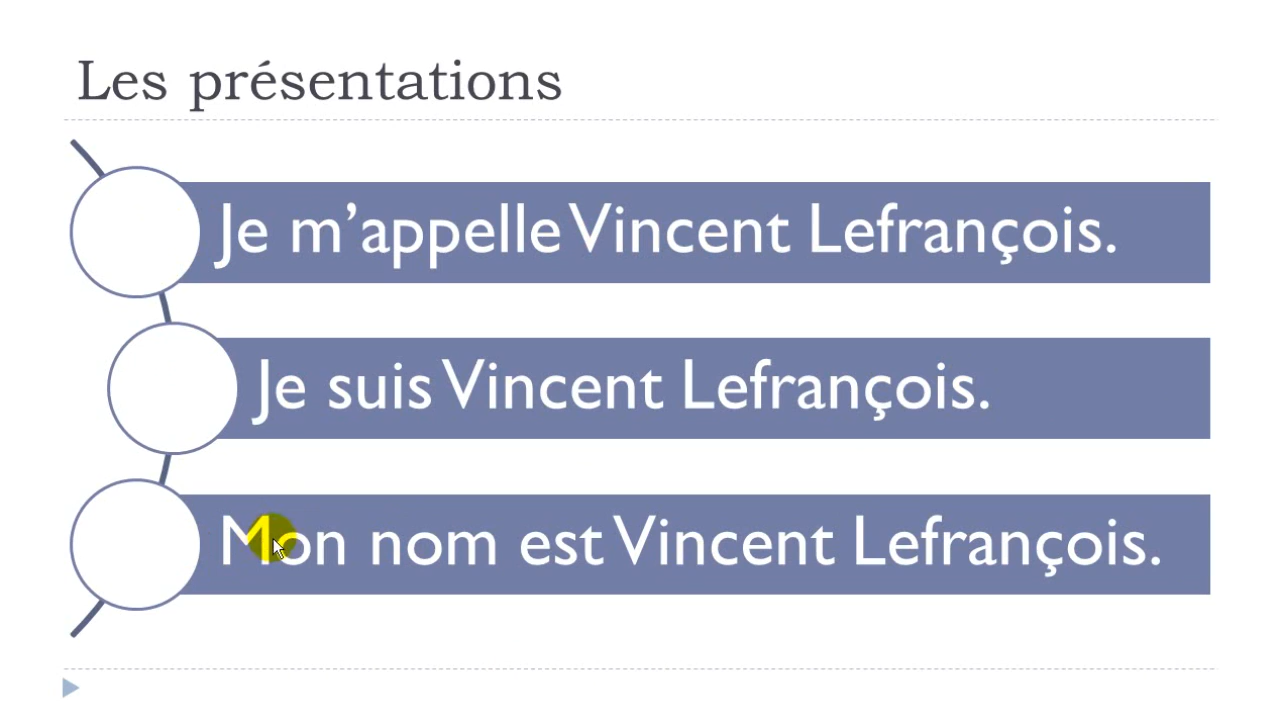 Les présentations
Je m’appelle Vincent Lefrançois.
Je suis Vincent Lefrançois.
Mon nom est Vincent Lefrançois.